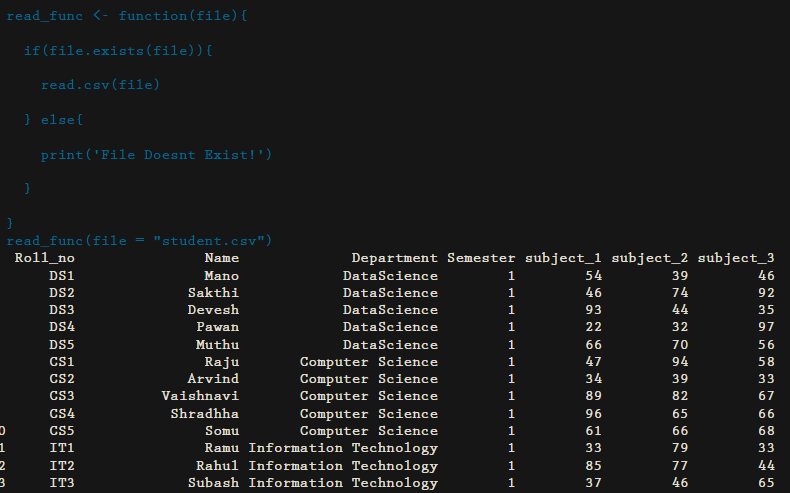 read_func <- function(file){
if(file.exists(file)){
read.csv(file)
} else{
print('File Doesnt Exist!')
}
}
read_func(file = "student.csv")
Roll_no Name Department Semester subject_1 subject_2 subject_3
DS1 Mano DataScience 1 54 39 46
DS2 Sakthi DataScience 1 46 74 92
DS3 Devesh DataScience 1 93 44 35
DS4 Pawan DataScience 1 22 32 97
DS5 Muthu DataScience 1 66 70 56
CS1 Raju Computer Science 1 47 94 58
CS2 Arvind Computer Science 1 34 39 33
CS3 Vaishnavi Computer Science 1 89 82 67
CS4 Shradhha Computer Science 1 96 65 66
0 CS5 Somu Computer Science 1 61 66 68
1 IT1 Ramu Information Technology 1 33 79 33
2 IT2 Rahul Information Technology 1 85 77 44
3 IT3 Subash Information Technology 1 37 46 65